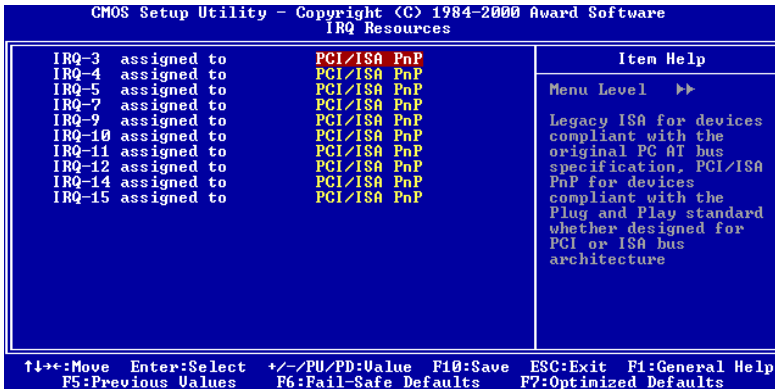 CMOS Setup Utility – Copyright (C) 1984–2000 Award Software
IRQ Resources
IRQ-3 assigned to PCI/ISA PnP
IRQ-4 assigned to PCI/ISA PnP
IRQ-5 assigned to PCI/ISA PnP
IRQ-7 assigned to PCI/ISA PnP
IRQ-9 assigned to PCI/ISA PnP
IRQ-10 assigned to PCI/ISA PnP
IRQ-11 assigned to PCI/ISA PnP
IRQ-12 assigned to PCI/ISA PnP
IRQ-14 assigned to PCI/ISA PnP
IRQ-15 assigned to PCI/ISA PnP
Item Help
Menu Level ►►
Legacy ISA for devices
compliant with the
original PC AT bus
specification, PCI/ISA
PnP for devices
compliant with the
Plug and Play standard
whether designed for
PCI or ISA bus
architecture
↑↓→←:Move Enter:Select +/-/PU/PD:Value F10:Save ESC:Exit F1:General Help
F5:Previous Values F6:Fail-Safe Defaults F7:Optimized Defaults